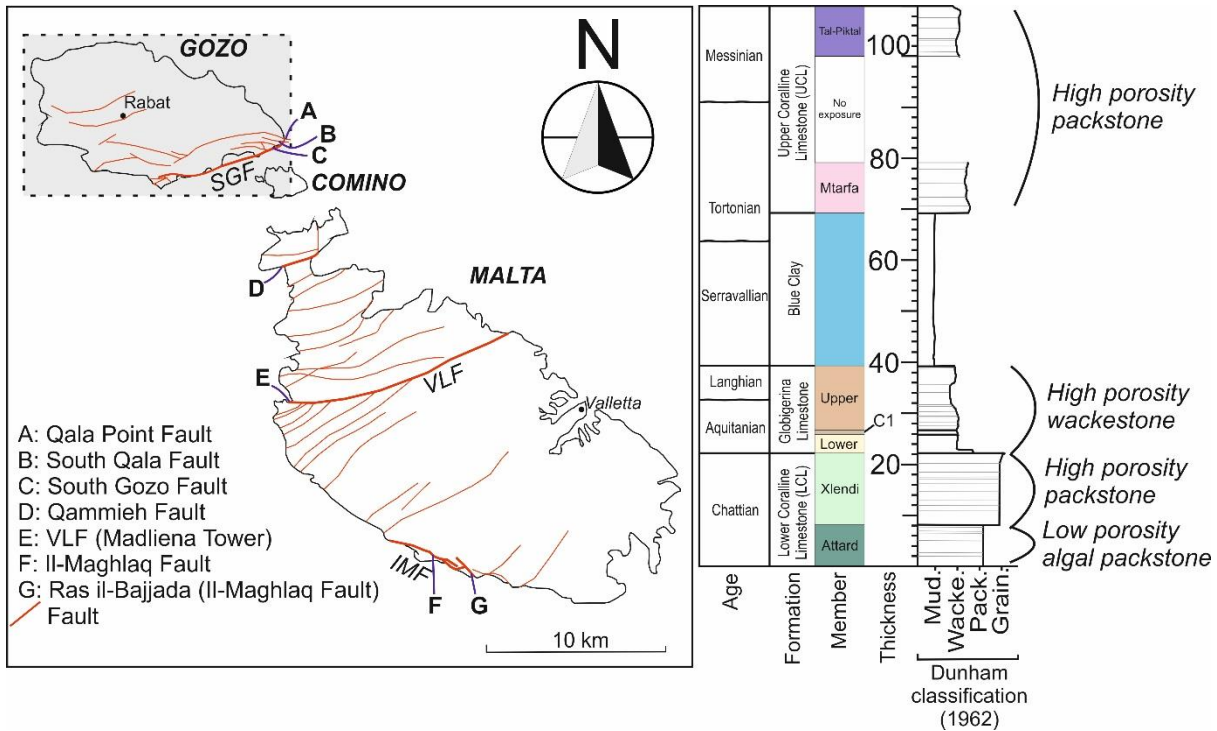 GOZO
Rabat
A
B
C
SGF
COMINO
N
D
MALTA
E
VLF
Valletta
A: Qala Point Fault
B: South Qala Fault
C: South Gozo Fault
D: Qammieh Fault
E: VLF (Madliena Tower)
F: Il-Maghlaq Fault
G: Ras il-Bajjada (Il-Maghlaq Fault)
Fault
IMF
F
G
10 km
Messinian
Tortonian
Serravallian
Langhian
Aquitanian
Chattian
Age
Upper Coralline
Limestone (UCL)
Blue Clay
Globigerina
Limestone
Lower Coralline
Limestone (LCL)
Formation
Tal-Pitkal
No
exposure
Mtarfa
Upper
C1
Lower
Xlendi
Attard
Member
100
80
60
40
20
Thickness
High porosity
packstone
High porosity
wackestone
High porosity
packstone
Low porosity
algal packstone
Mud.
Wacke.
Pack.
Grain.
Dunham
classification
(1962)